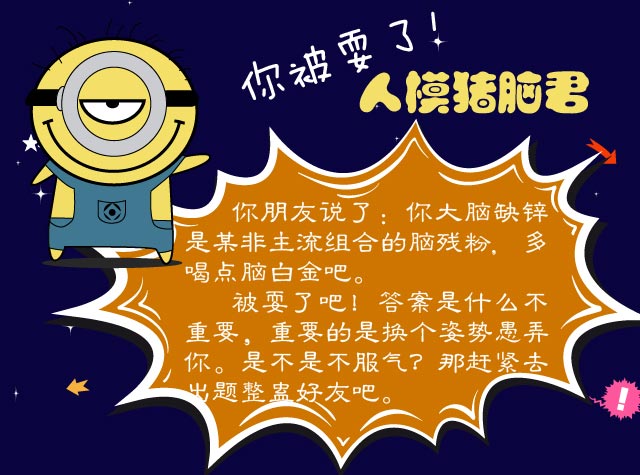 你被耍了!
人模猪脑君
你朋友说了：你大脑缺锌
是某非主流组合的脑残粉，多
喝点脑白金吧。
被耍了吧！答案是什么不
重要，重要的是换个姿势愚弄
你。是不是不服气？那赶紧去
出题整蛊好友吧。
!